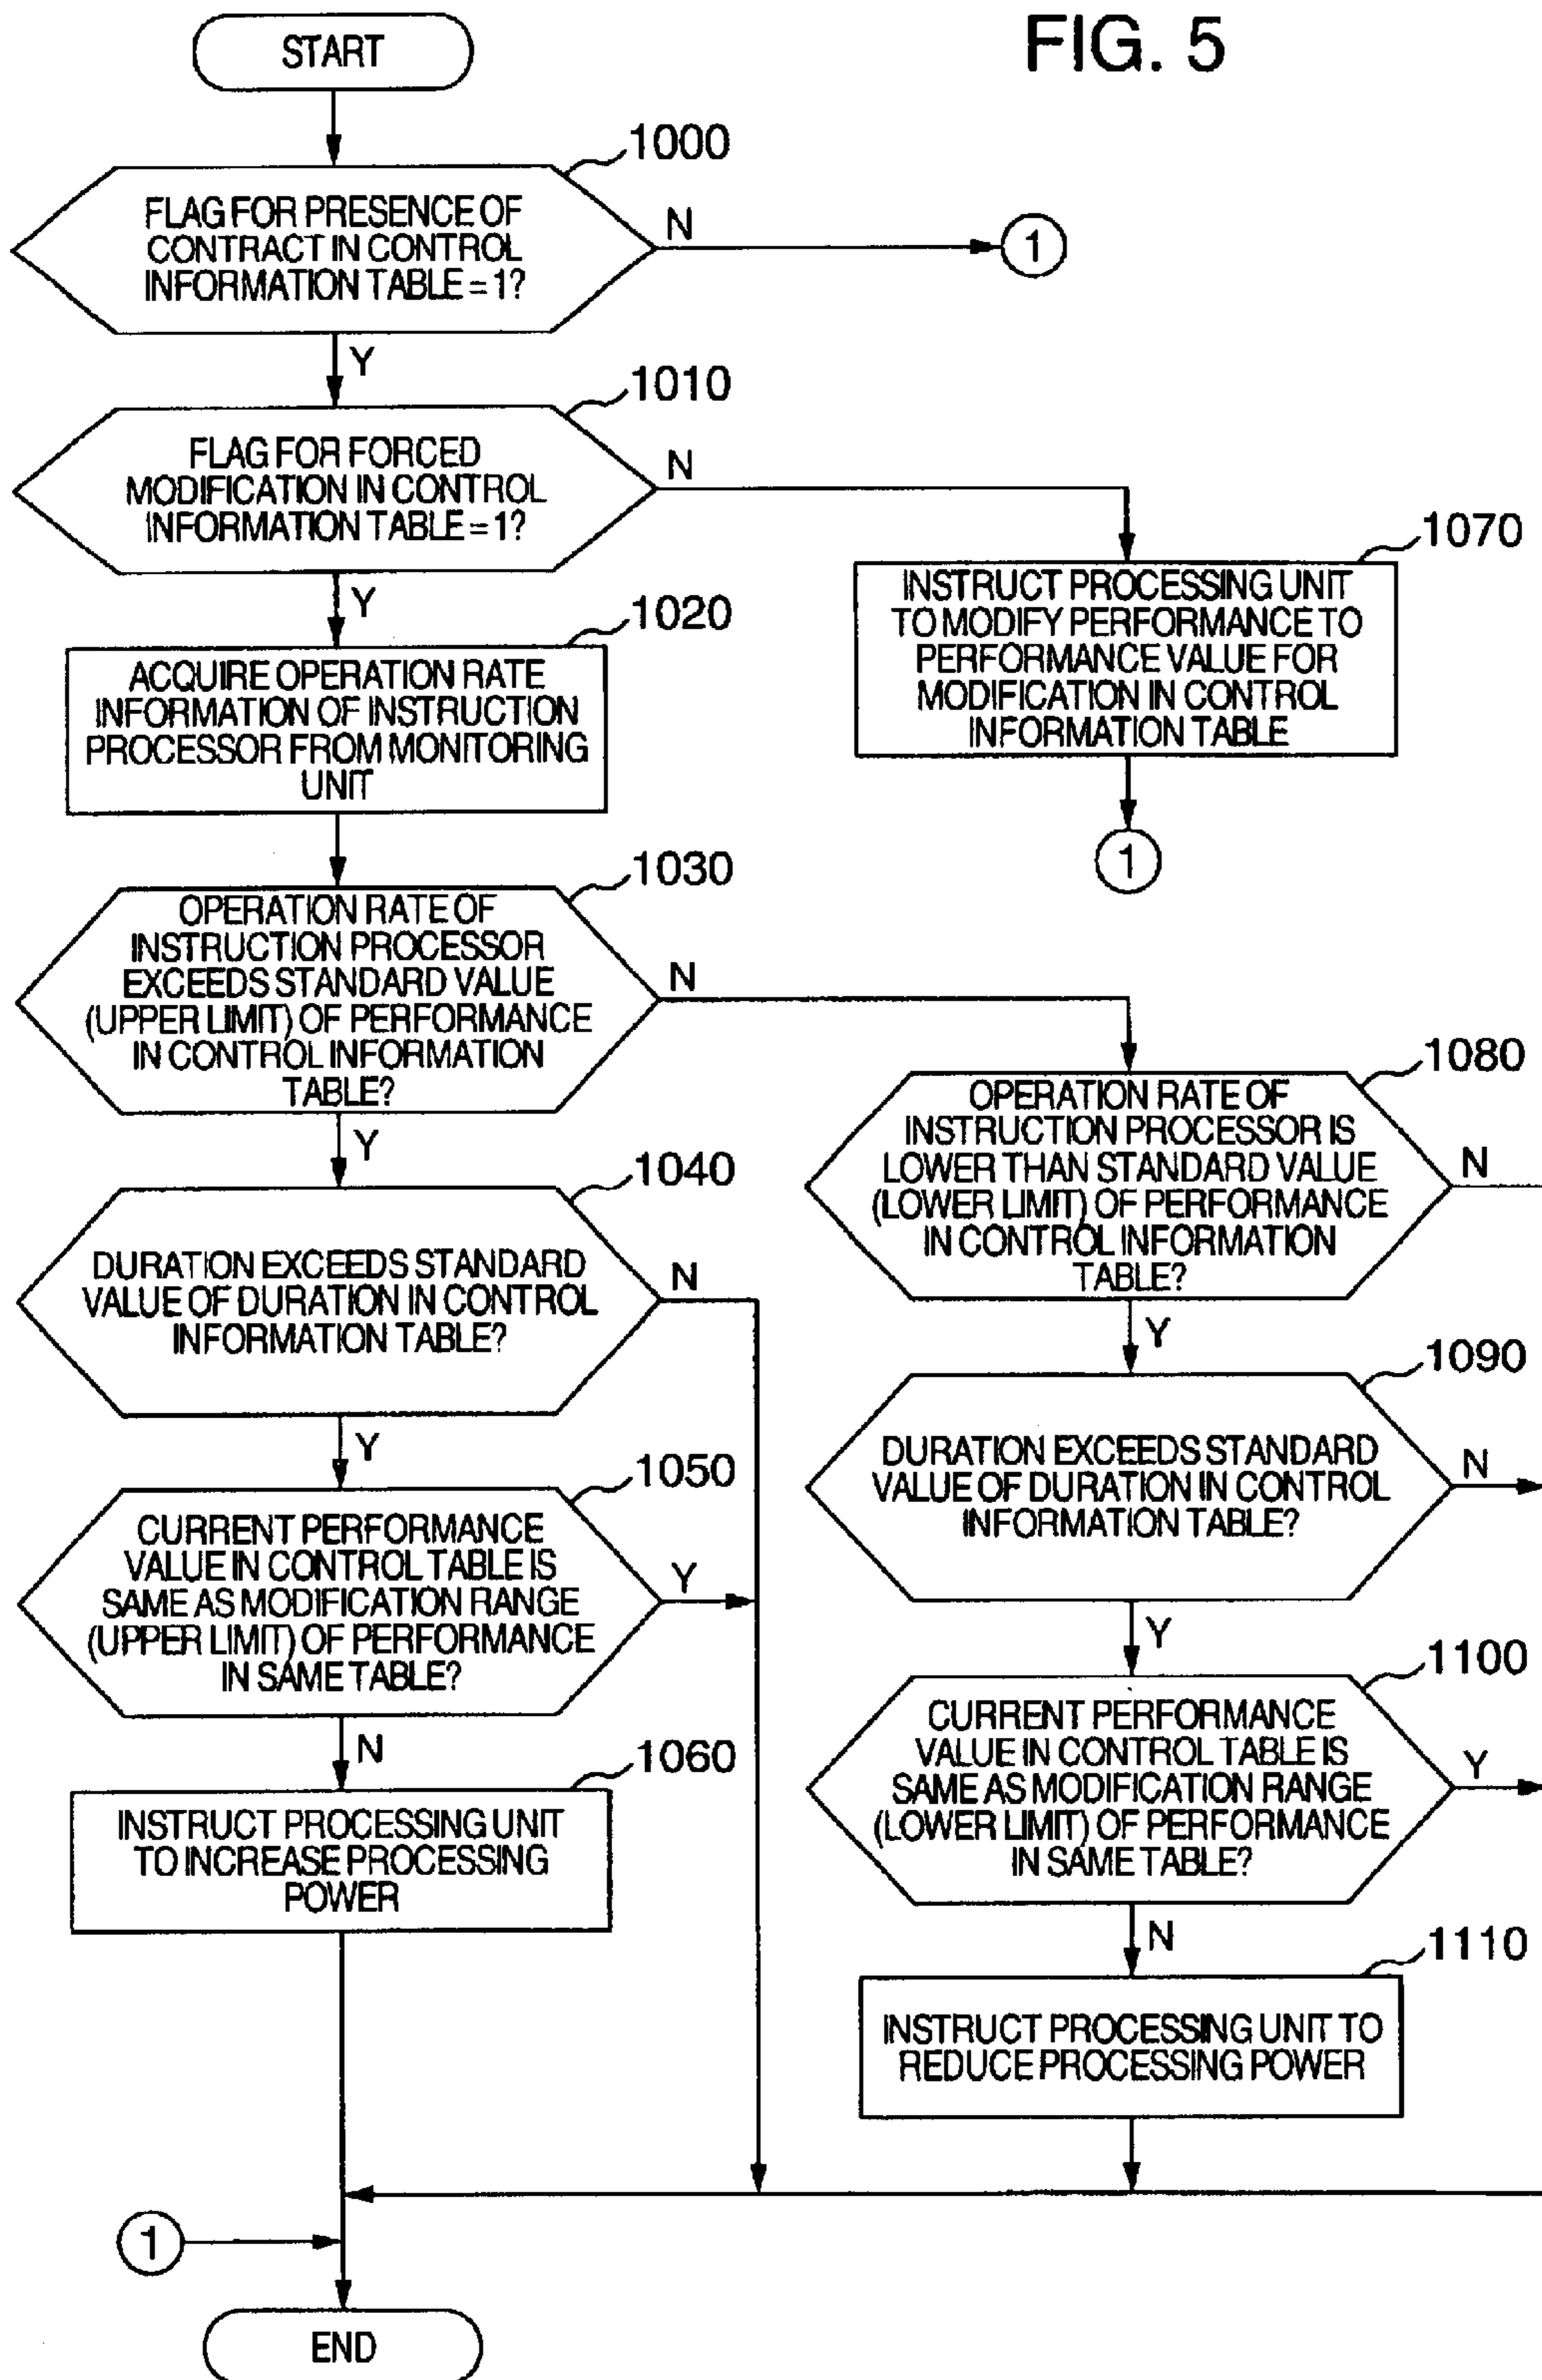 FIG. 5
START
1000
FLAG FOR PRESENCE OF
CONTRACT IN CONTROL
INFORMATION TABLE = 1?
N
1
Y
1010
FLAG FOR FORCED
MODIFICATION IN CONTROL
INFORMATION TABLE = 1?
N
Y
1070
INSTRUCT PROCESSING UNIT
TO MODIFY PERFORMANCE TO
PERFORMANCE VALUE FOR
MODIFICATION IN CONTROL
INFORMATION TABLE
1
1020
ACQUIRE OPERATION RATE
INFORMATION OF INSTRUCTION
PROCESSOR FROM MONITORING
UNIT
1030
OPERATION RATE OF
INSTRUCTION PROCESSOR
EXCEEDS STANDARD VALUE
(UPPER LIMIT) OF PERFORMANCE
IN CONTROL INFORMATION
TABLE?
N
Y
1040
DURATION EXCEEDS STANDARD
VALUE OF DURATION IN CONTROL
INFORMATION TABLE?
N
Y
1050
CURRENT PERFORMANCE
VALUE IN CONTROL TABLE IS
SAME AS MODIFICATION RANGE
(UPPER LIMIT) OF PERFORMANCE
IN SAME TABLE?
Y
N
1060
INSTRUCT PROCESSING UNIT
TO INCREASE PROCESSING
POWER
1080
OPERATION RATE OF
INSTRUCTION PROCESSOR IS
LOWER THAN STANDARD VALUE
(LOWER LIMIT) OF PERFORMANCE
IN CONTROL INFORMATION
TABLE?
N
Y
1090
DURATION EXCEEDS STANDARD
VALUE OF DURATION IN CONTROL
INFORMATION TABLE?
N
Y
1100
CURRENT PERFORMANCE
VALUE IN CONTROL TABLE IS
SAME AS MODIFICATION RANGE
(LOWER LIMIT) OF PERFORMANCE
IN SAME TABLE?
Y
N
1110
INSTRUCT PROCESSING UNIT TO
REDUCE PROCESSING POWER
1
END